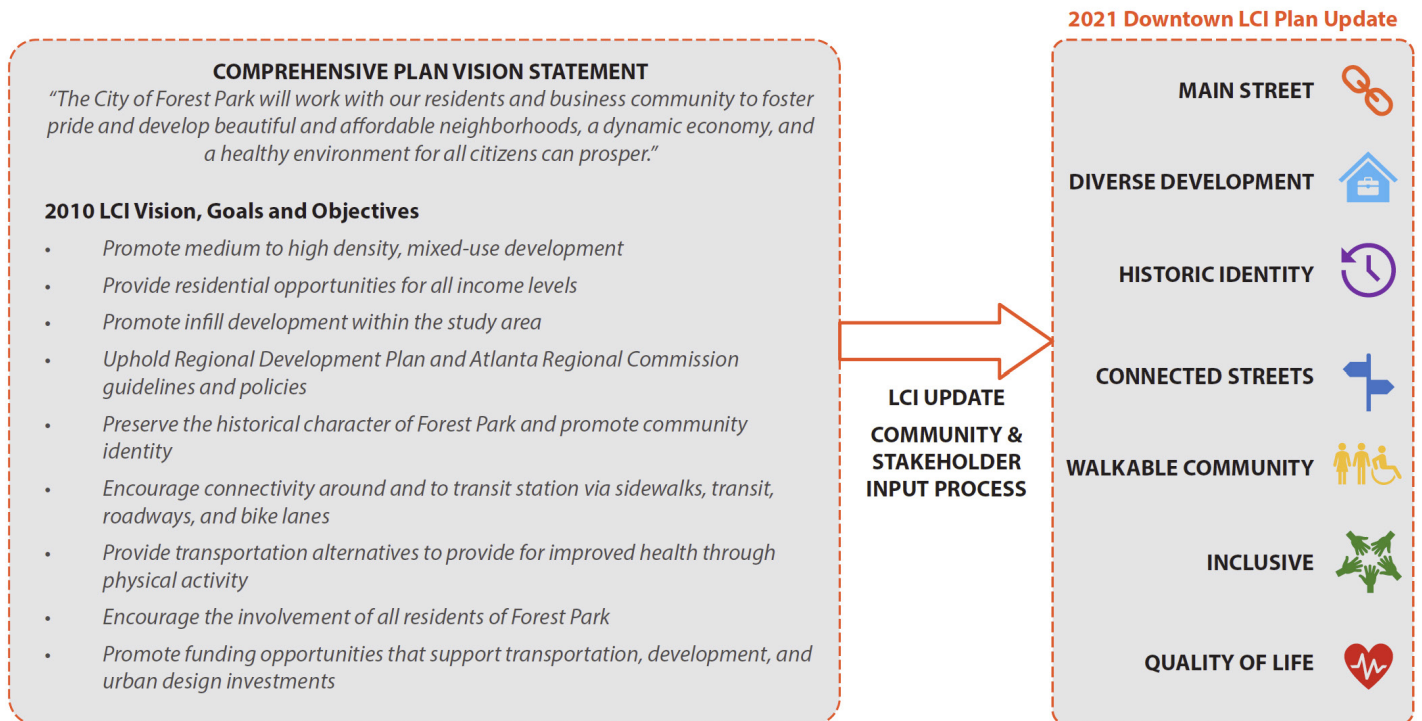 COMPREHENSIVE PLAN VISION STATEMENT
“The City of Forest Park will work with our residents and business community to foster
pride and develop beautiful and affordable neighborhoods, a dynamic economy, and
a healthy environment for all citizens can prosper.”
2010 LCI Vision, Goals and Objectives
• Promote medium to high density, mixed-use development
• Provide residential opportunities for all income levels
• Promote infill development within the study area
• Uphold Regional Development Plan and Atlanta Regional Commission
guidelines and policies
• Preserve the historical character of Forest Park and promote community
identity
• Encourage connectivity around and to transit station via sidewalks, transit,
roadways, and bike lanes
• Provide transportation alternatives to provide for improved health through
physical activity
• Encourage the involvement of all residents of Forest Park
• Promote funding opportunities that support transportation, development, and
urban design investments
LCI UPDATE
COMMUNITY &
STAKEHOLDER
INPUT PROCESS
2021 Downtown LCI Plan Update
MAIN STREET
DIVERSE DEVELOPMENT
HISTORIC IDENTITY
CONNECTED STREETS
WALKABLE COMMUNITY
INCLUSIVE
QUALITY OF LIFE